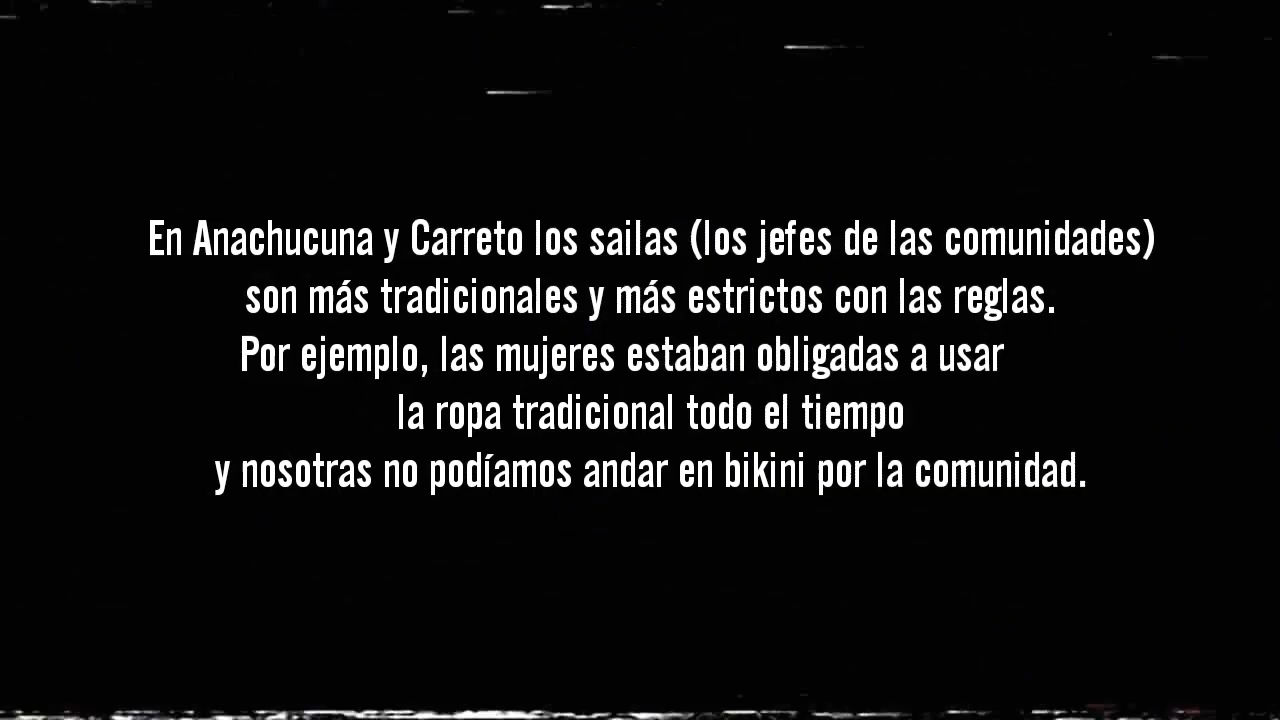 En Anachucuna y Carreto los sailas (los jefes de las comunidades)
son más tradicionales y más estrictos con las reglas.
Por ejemplo, las mujeres estaban obligadas a usar
la ropa tradicional todo el tiempo
y nosotras no podíamos andar en bikini por la comunidad.